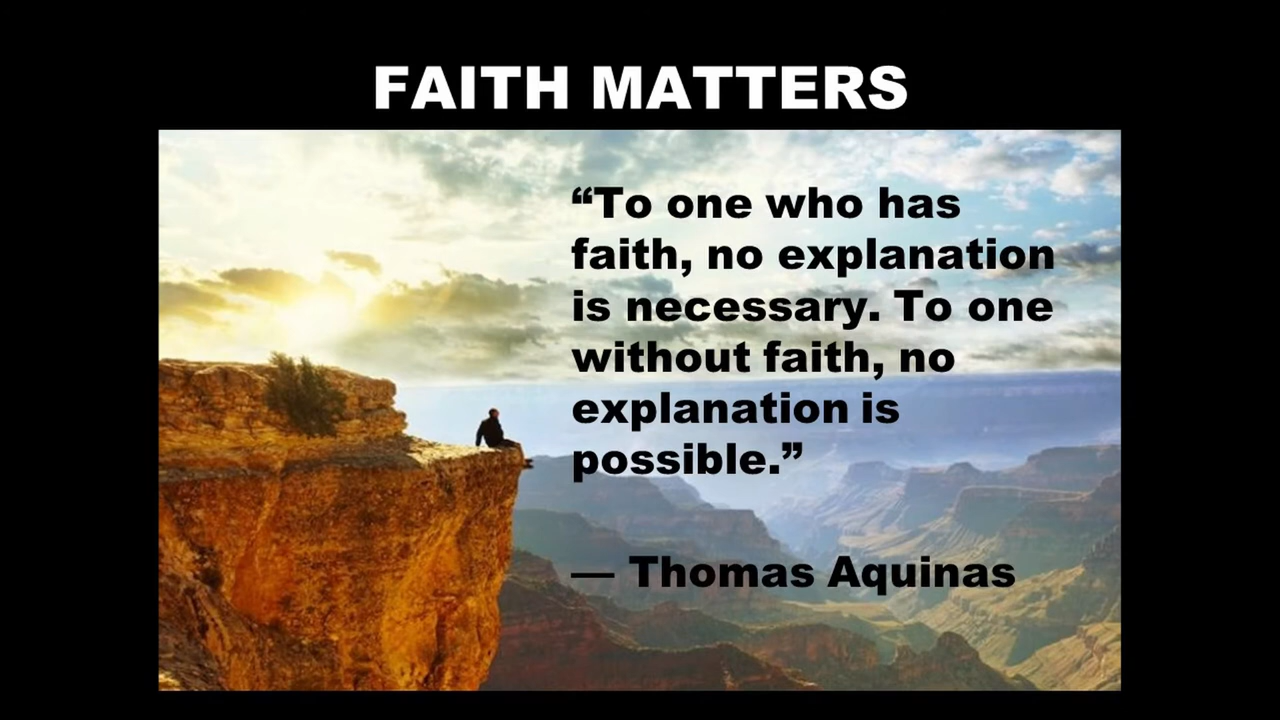 FAITH MATTERS
“To one who has
faith, no explanation
is necessary. To one
without faith, no
explanation is
possible.”
— Thomas Aquinas